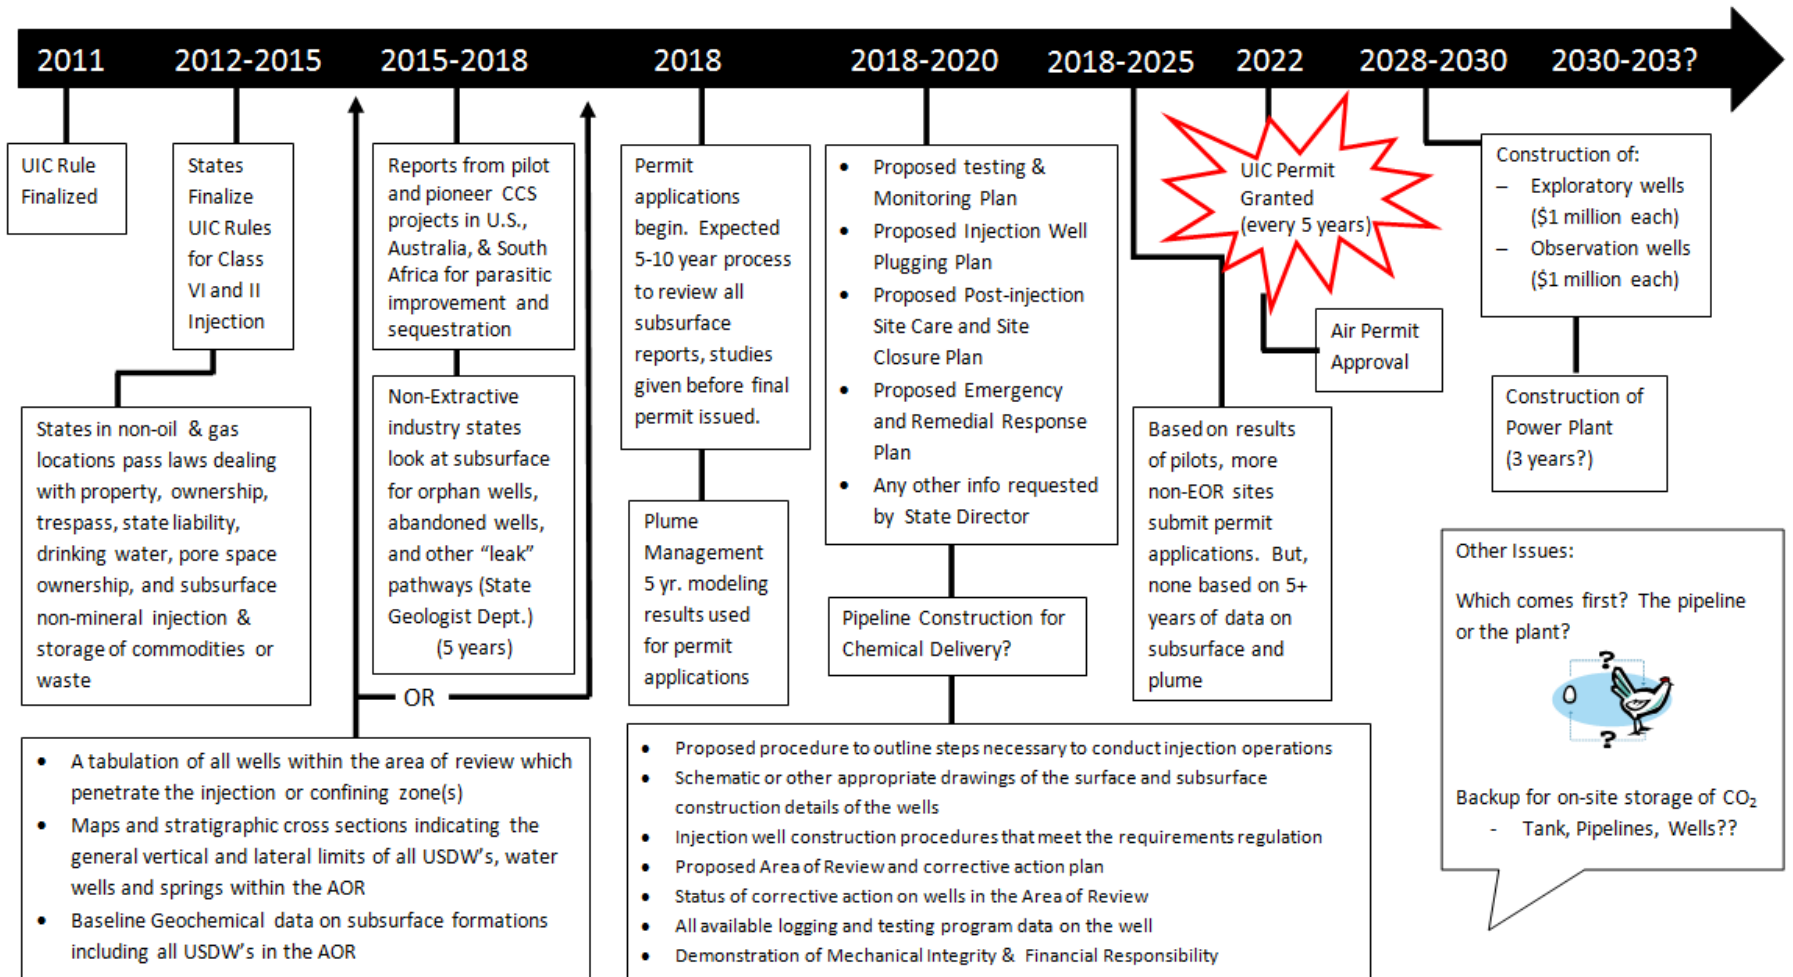 2011
2012-2015
2015-2018
2018
2018-2020
2018-2025
2022
2028-2030
2030-203?
UIC Rule
Finalized
States
Finalize
UIC Rules
for Class
VI and II
Injection
States in non-oil & gas
locations pass laws dealing
with property, ownership,
trespass, state liability,
drinking water, pore space
ownership, and subsurface
non-mineral injection &
storage of commodities or
waste
Reports from pilot
and pioneer CCS
projects in U.S.,
Australia, & South
Africa for parasitic
improvement and
sequestration
Non-Extractive
industry states
look at subsurface
for orphan wells,
abandoned wells,
and other “leak”
pathways (State
Geologist Dept.)
(5 years)
OR
• A tabulation of all wells within the area of review which
penetrate the injection or confining zone(s)
• Maps and stratigraphic cross sections indicating the
general vertical and lateral limits of all USDW’s, water
wells and springs within the AOR
• Baseline Geochemical data on subsurface formations
including all USDW’s in the AOR
Permit
applications
begin. Expected
5-10 year process
to review all
subsurface
reports, studies
given before final
permit issued.
Plume
Management
5 yr. modeling
results used
for permit
applications
• Proposed testing &
Monitoring Plan
• Proposed Injection Well
Plugging Plan
• Proposed Post-injection
Site Care and Site
Closure Plan
• Proposed Emergency
and Remedial Response
Plan
• Any other info requested
by State Director
Pipeline Construction for
Chemical Delivery?
• Proposed procedure to outline steps necessary to conduct injection operations
• Schematic or other appropriate drawings of the surface and subsurface
construction details of the wells
• Injection well construction procedures that meet the requirements regulation
• Proposed Area of Review and corrective action plan
• Status of corrective action on wells in the Area of Review
• All available logging and testing program data on the well
• Demonstration of Mechanical Integrity & Financial Responsibility
Based on results
of pilots, more
non-EOR sites
submit permit
applications. But,
none based on 5+
years of data on
subsurface and
plume
UIC Permit
Granted
(every 5 years)
Air Permit
Approval
Construction of:
– Exploratory wells
($1 million each)
– Observation wells
($1 million each)
Construction of
Power Plant
(3 years?)
Other Issues:
Which comes first? The pipeline
or the plant?
?
?
Backup for on-site storage of CO₂
- Tank, Pipelines, Wells??